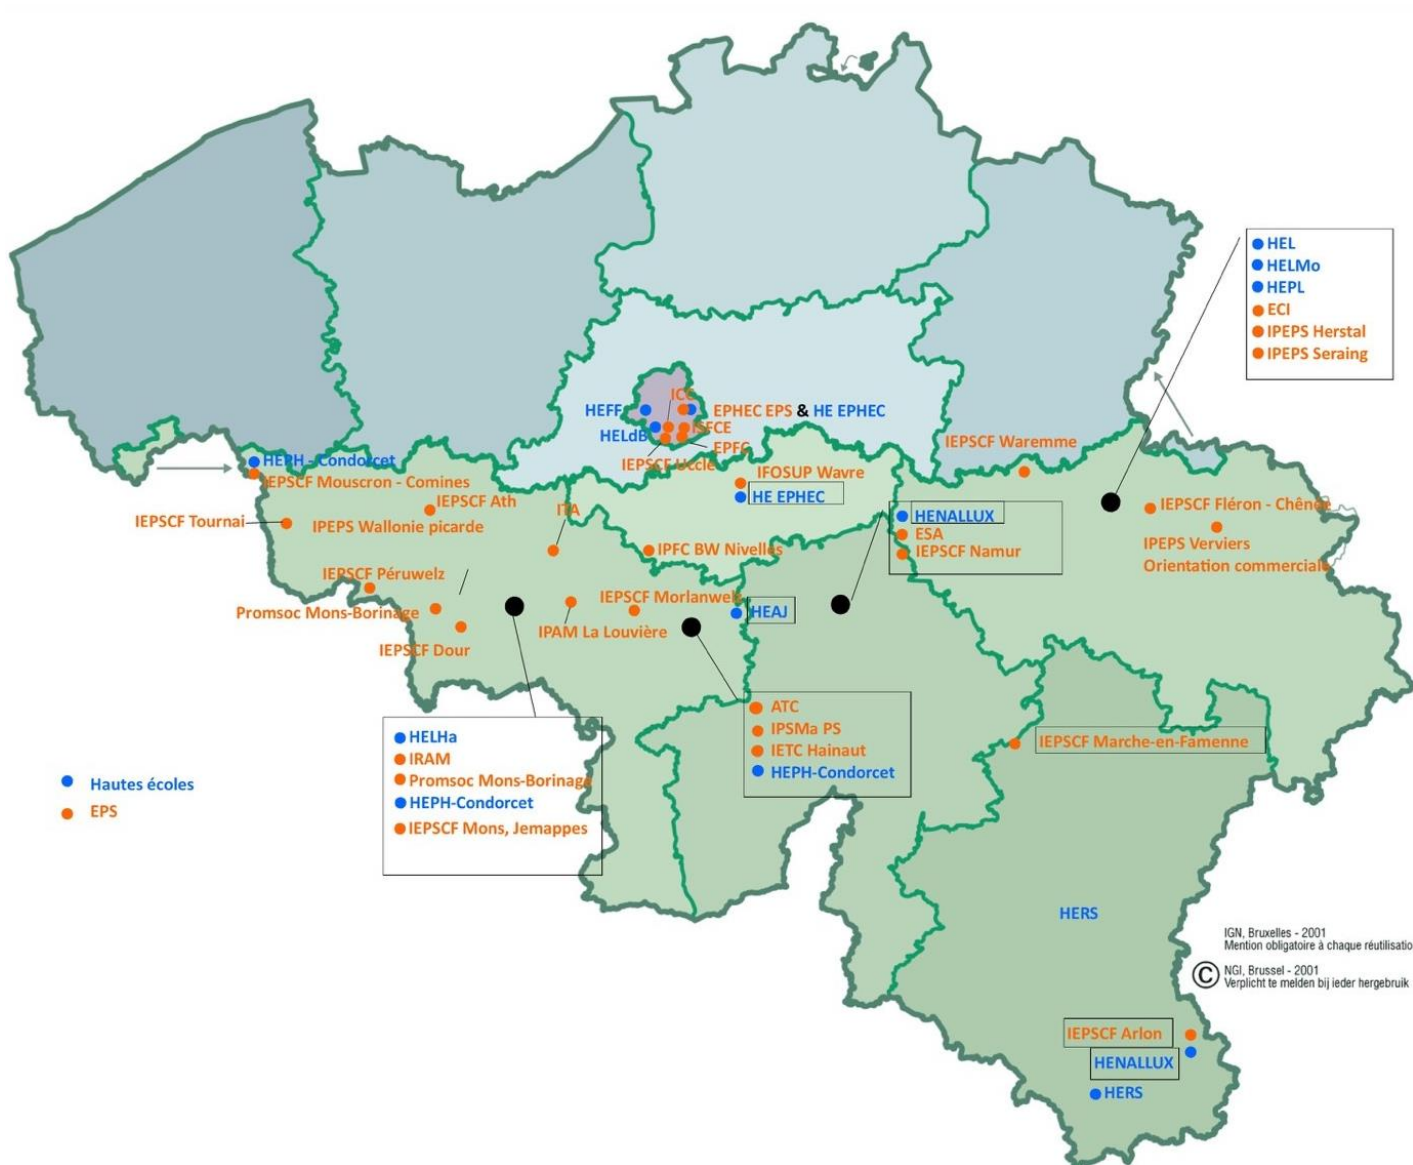 HEL
HELMo
HEPL
ECI
IPEPS Herstal
IPEPS Seraing
ICC
HEFF
EPHEC EPS & HE EPHEC
ISFCE
HELdB
EPFC
IEPSCF Uccle
IEPSCF Waremme
HEPH - Condorcet
IEPSCF Mouscron - Comines
IFOSUP Wavre
HE EPHEC
IEPSCF Ath
IEPSCF Tournai
IPEPS Wallonie picarde
ITA
HENALLUX
ESA
IEPSCF Namur
IEPSCF Fléron - Chênée
IPEPS Verviers
Orientation commerciale
IPFC BW Nivelles
IEPSCF Péruwelz
IEPSCF Morlanwelz
Promsoc Mons-Borinage
HEAJ
IPAM La Louvière
IEPSCF Dour
ATC
IPSMa PS
IETC Hainaut
HEPH-Condorcet
HELHa
IRAM
Promsoc Mons-Borinage
HEPH-Condorcet
IEPSCF Mons, Jemappes
IEPSCF Marche-en-Famenne
Hautes écoles
EPS
HERS
IGN, Bruxelles - 2001
Mention obligatoire à chaque réutilisatio
© NGI, Brussel - 2001
Verplicht te melden bij ieder hergebruik
IEPSCF Arlon
HENALLUX
HERS